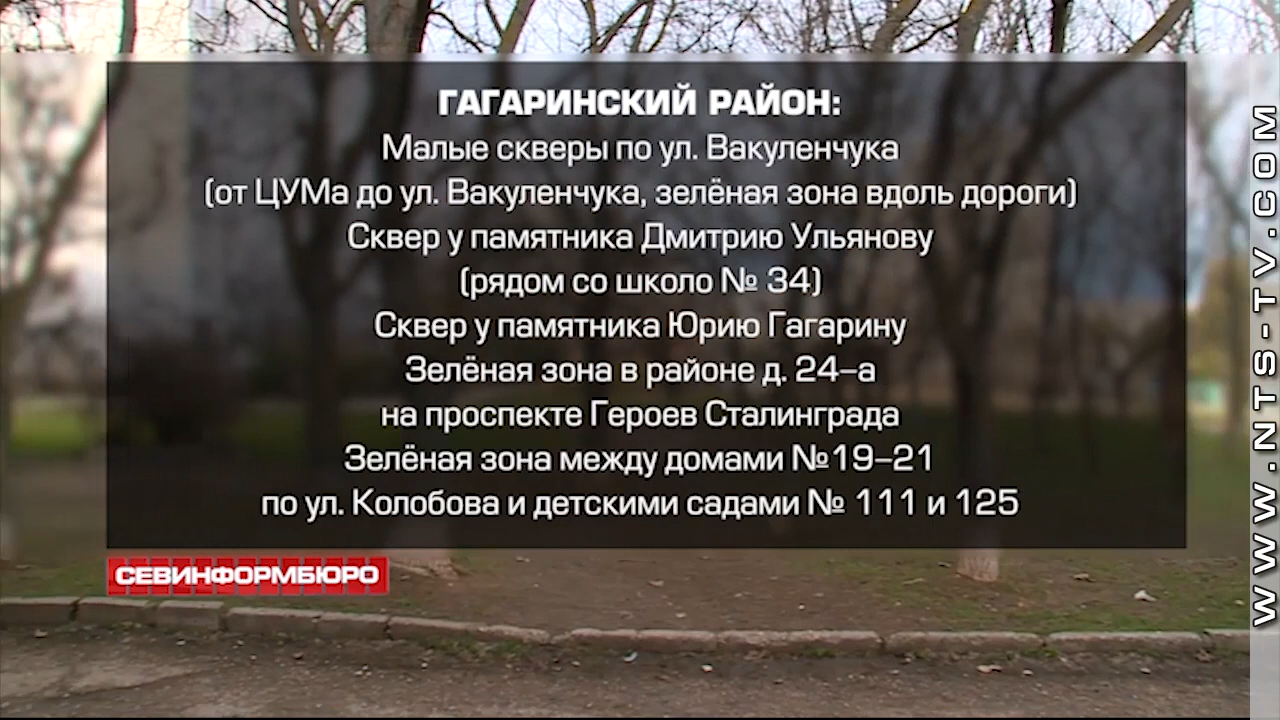 ГАГАРИНСКИЙ РАЙОН:
Малые скверы по ул. Вакуленчука
(от ЦУМа до ул. Вакуленчука, зелёная зона вдоль дороги)
Сквер у памятника Дмитрию Ульянову
(рядом со школо № 34)
Сквер у памятника Юрию Гагарину
Зелёная зона в районе д. 24–а
на проспекте Героев Сталинграда
Зелёная зона между домами №19–21
по ул. Колобова и детскими садами № 111 и 125
СЕВИНФОРМБЮРО
WWW.NTS-TV.COM